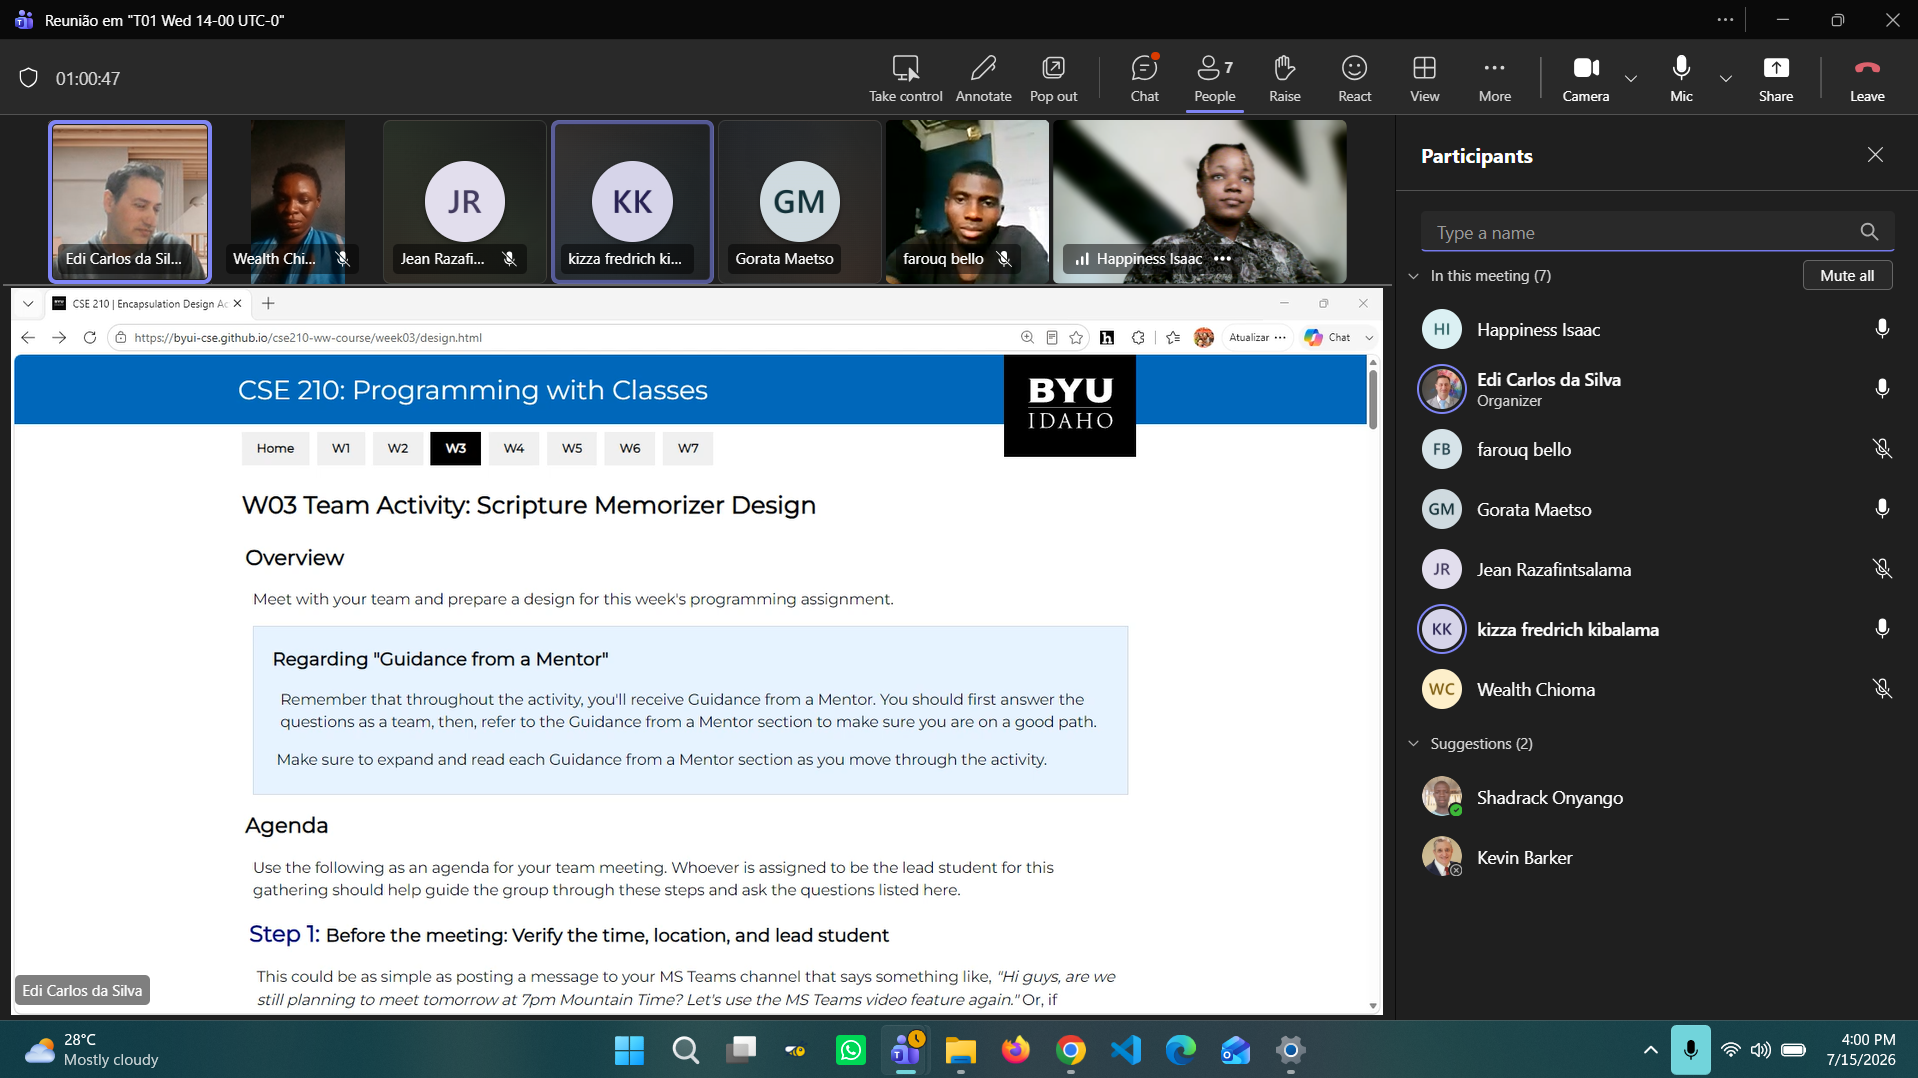 Reunião em "T01 Wed 14-00 UTC-0"
01:00:47
Take control
Annotate
Pop out
Chat
7
People
Raise
React
View
More
Camera
Mic
Share
Leave
Edi Carlos da Sil...
Wealth Chi...
JR
Jean Razafi...
KK
kizza fredrich ki...
GM
Gorata Maetso
farouq bello
Happiness Isaac
CSE 210 | Encapsulation Design Ac
https://byui-cse.github.io/cse210-ww-course/week03/design.html
Atualizar
Chat
CSE 210: Programming with Classes
BYU
IDAHO
Home
W1
W2
W3
W4
W5
W6
W7
W03 Team Activity: Scripture Memorizer Design
Overview
Meet with your team and prepare a design for this week's programming assignment.
Regarding "Guidance from a Mentor"
Remember that throughout the activity, you'll receive Guidance from a Mentor. You should first answer the
questions as a team, then, refer to the Guidance from a Mentor section to make sure you are on a good path.
Make sure to expand and read each Guidance from a Mentor section as you move through the activity.
Agenda
Use the following as an agenda for your team meeting. Whoever is assigned to be the lead student for this
gathering should help guide the group through these steps and ask the questions listed here.
Step 1: Before the meeting: Verify the time, location, and lead student
This could be as simple as posting a message to your MS Teams channel that says something like, "Hi guys, are we
still planning to meet tomorrow at 7pm Mountain Time? Let's use the MS Teams video feature again." Or, if
Edi Carlos da Silva
Participants
Type a name
In this meeting (7)
Mute all
HI
Happiness Isaac
Edi Carlos da Silva
Organizer
FB
farouq bello
GM
Gorata Maetso
JR
Jean Razafintsalama
KK
kizza fredrich kibalama
WC
Wealth Chioma
Suggestions (2)
Shadrack Onyango
Kevin Barker
28°C
Mostly cloudy
4:00 PM
7/15/2026